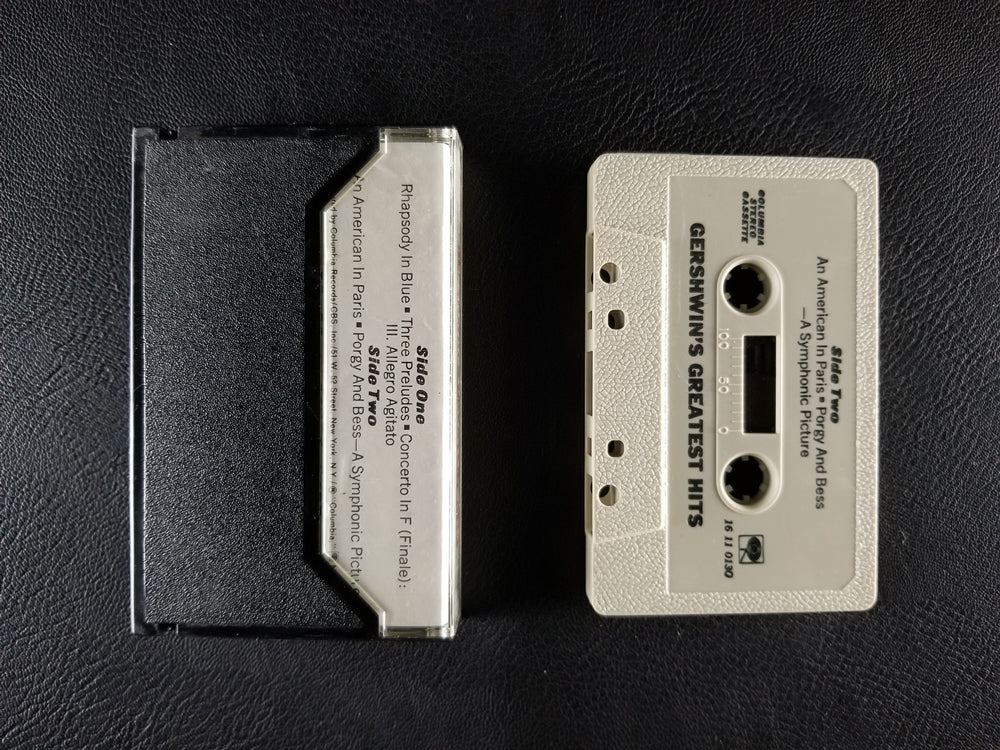 Side One
Rhapsody In Blue ▪ Three Preludes ▪ Concerto In F (Finale):
III. Allegro Agitato
Side Two
An American In Paris ▪ Porgy And Bess—A Symphonic Pictu
by Columbia Records/CBS, Inc./51 W. 52 Street, New York, N.Y./® "Columbia,"
Side Two
An American In Paris ▪ Porgy And Bess
—A Symphonic Picture
COLUMBIA
STEREO
CASSETTE
100 50 0
16 11 0130
GERSHWIN'S GREATEST HITS